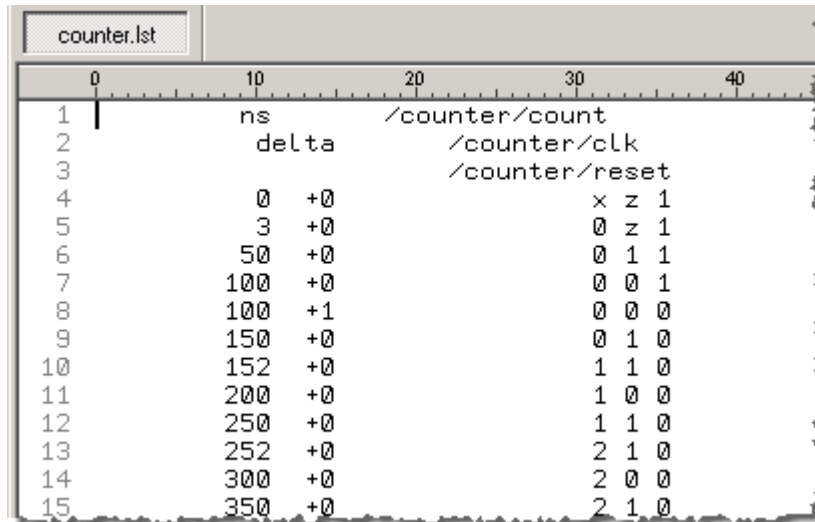 counter.lst
0 10 20 30 40
1 ns /counter/count
2 delta /counter/clk
3 /counter/reset
4 0 +0 x z 1
5 3 +0 0 z 1
6 50 +0 0 1 1
7 100 +0 0 0 1
8 100 +1 0 0 0
9 150 +0 0 1 0
10 152 +0 1 1 0
11 200 +0 1 0 0
12 250 +0 1 1 0
13 252 +0 2 1 0
14 300 +0 2 0 0
15 350 +0 2 1 0